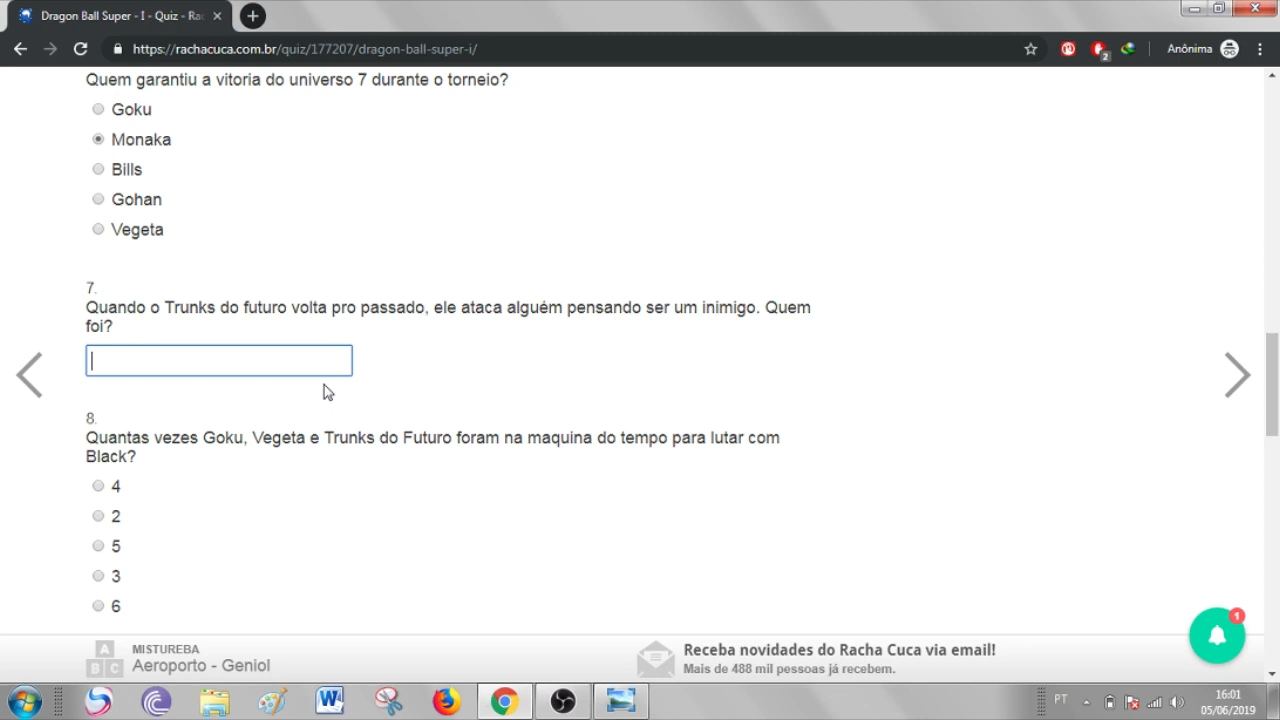 Dragon Ball Super - I - Quiz - Ra
https://rachacuca.com.br/quiz/177207/dragon-ball-super-i/
2
Anônima
Quem garantiu a vitoria do universo 7 durante o torneio?
Goku
Monaka
Bills
Gohan
Vegeta
7.
Quando o Trunks do futuro volta pro passado, ele ataca alguém pensando ser um inimigo. Quem
foi?
8.
Quantas vezes Goku, Vegeta e Trunks do Futuro foram na maquina do tempo para lutar com
Black?
4
2
5
3
6
1
A
B C
MISTUREBA
Aeroporto - Geniol
Receba novidades do Racha Cuca via email!
Mais de 488 mil pessoas já recebem.
PT
16:01
05/06/2019